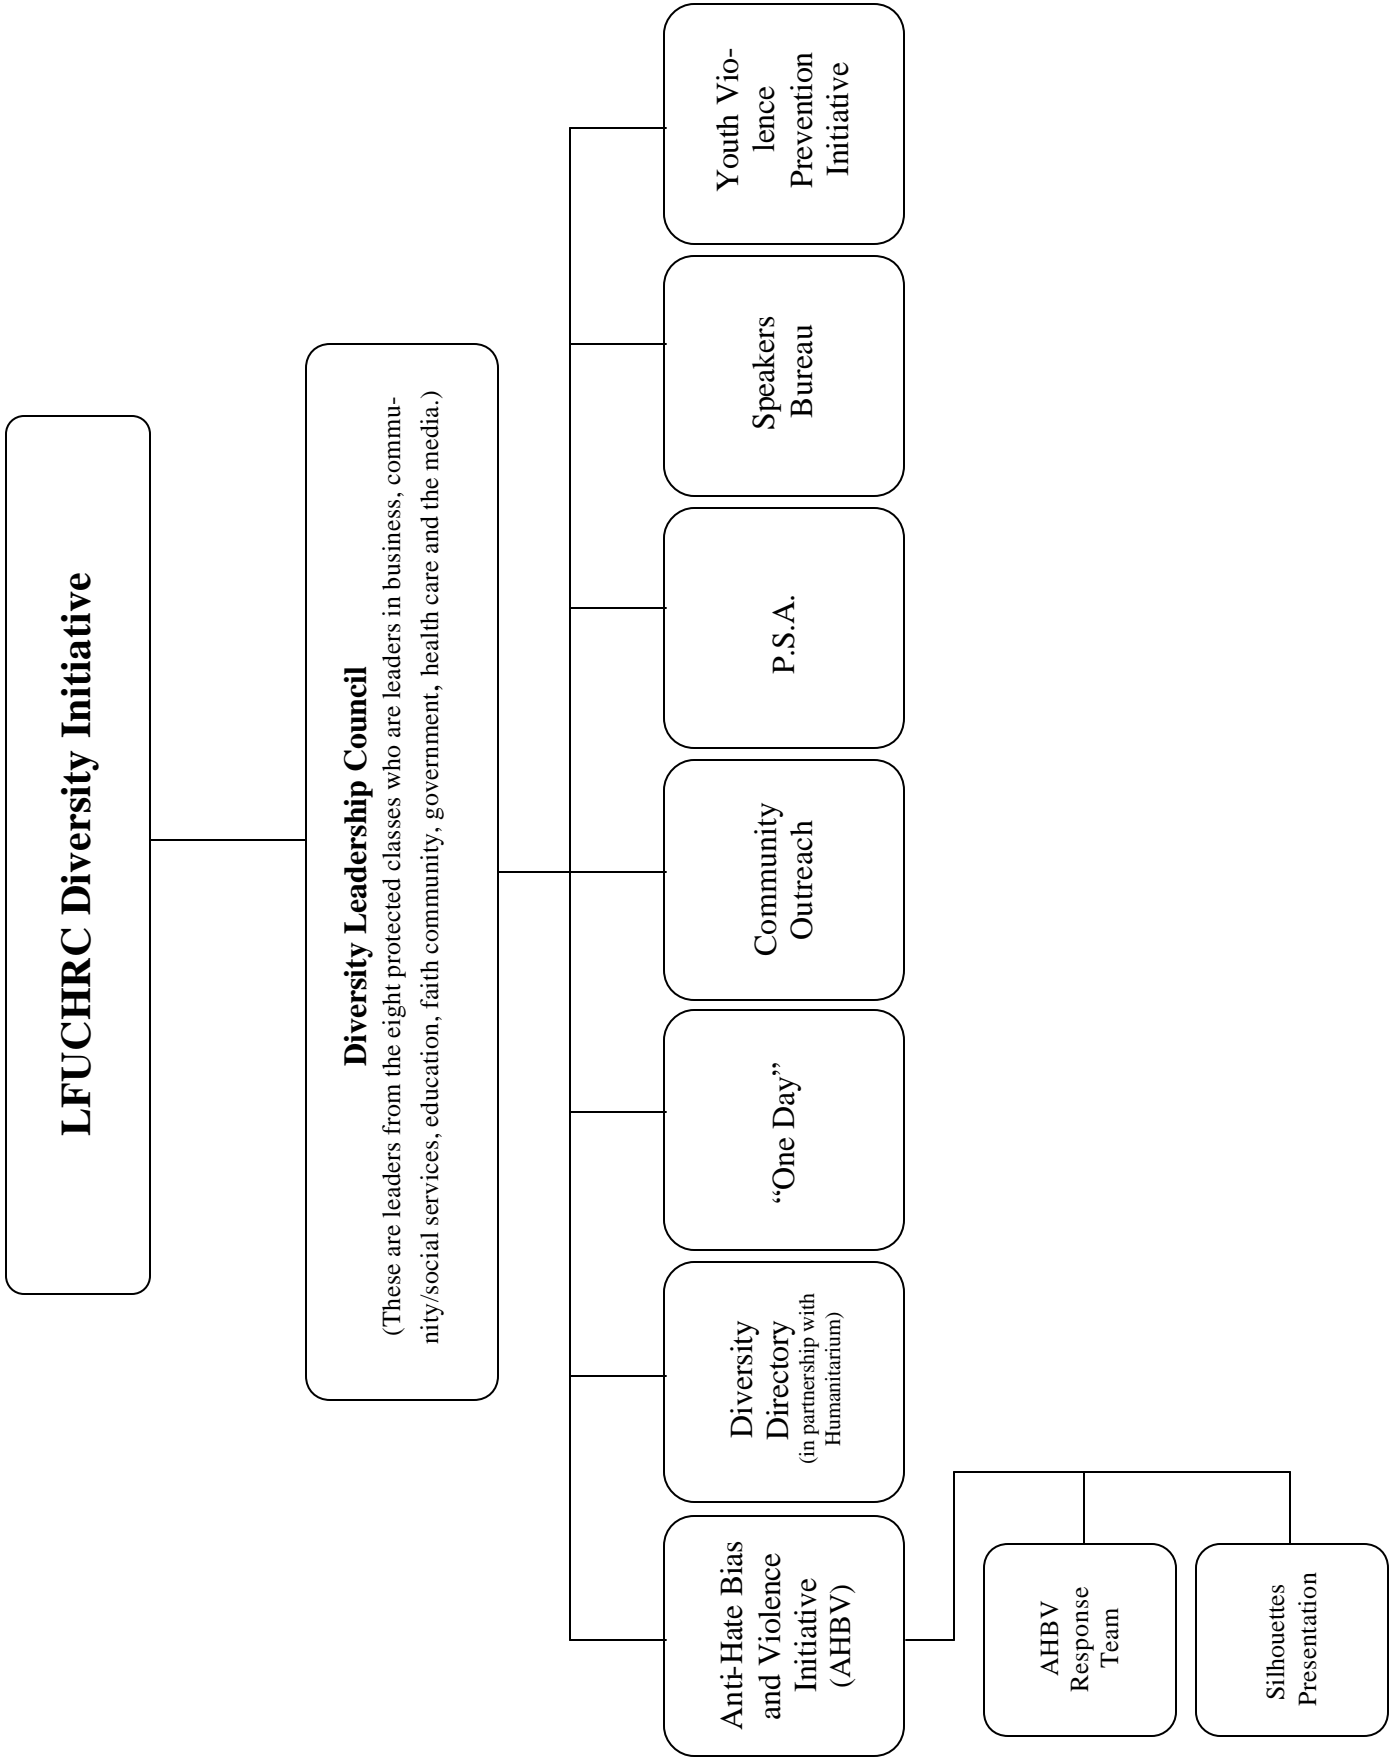 LFUCHRC Diversity Initiative
Diversity Leadership Council
(These are leaders from the eight protected classes who are leaders in business, commu-
nity/social services, education, faith community, government, health care and the media.)
Anti-Hate Bias
and Violence
Initiative
(AHBV)
Diversity
Directory
(in partnership with
Humanitarium)
“One Day”
Community
Outreach
P.S.A.
Speakers
Bureau
Youth Vio-
lence
Prevention
Initiative
AHBV
Response
Team
Silhouettes
Presentation